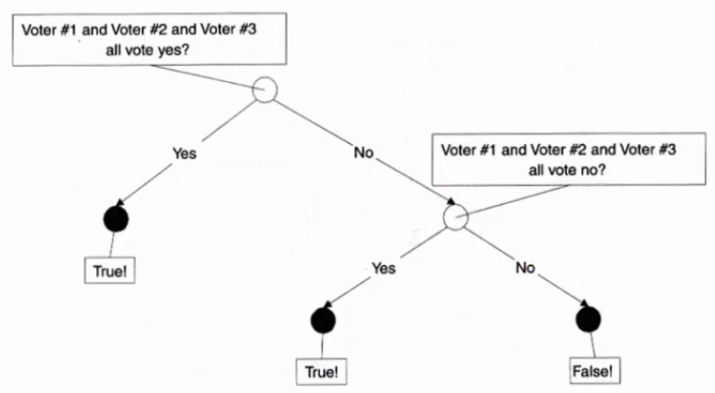 Voter #1 and Voter #2 and Voter #3
all vote yes?
Yes
No
Voter #1 and Voter #2 and Voter #3
all vote no?
True!
Yes
No
True!
False!